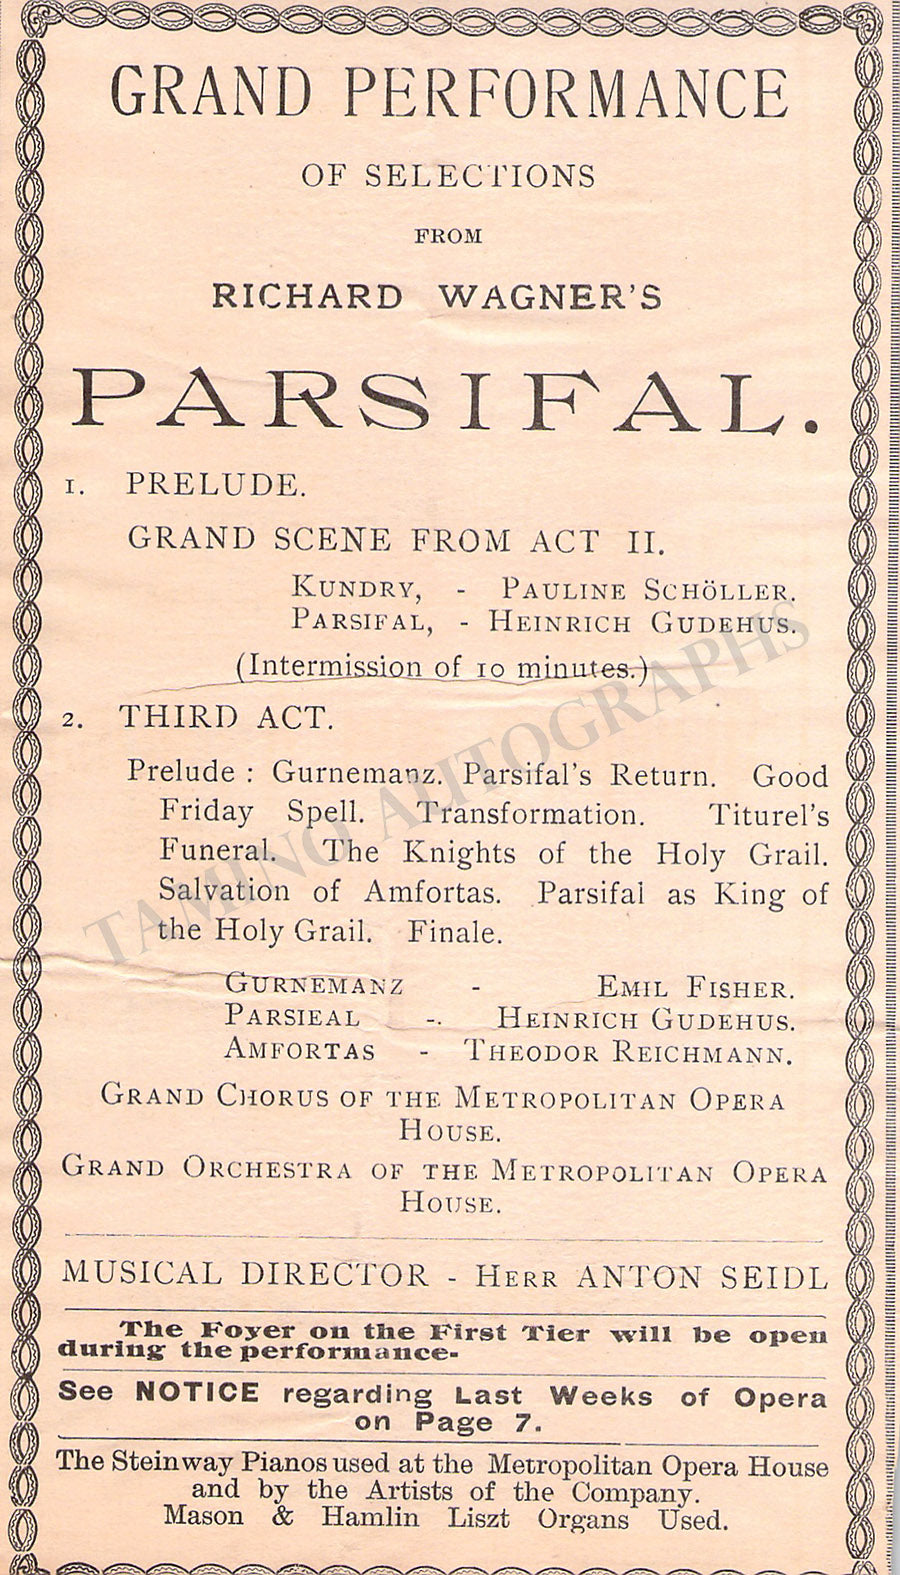 GRAND PERFORMANCE
OF SELECTIONS
FROM
RICHARD WAGNER'S
PARSIFAL.
1. PRELUDE.
GRAND SCENE FROM ACT II.
KUNDRY, - PAULINE SCHÖLLER.
PARSIFAL, - HEINRICH GUDEHUS.
(Intermission of 10 minutes.)
2. THIRD ACT.
Prelude : Gurnemanz. Parsifal's Return. Good
Friday Spell. Transformation. Titurel's
Funeral. The Knights of the Holy Grail.
Salvation of Amfortas. Parsifal as King of
the Holy Grail. Finale.
GURNEMANZ - EMIL FISHER.
PARSIEAL -. HEINRICH GUDEHUS.
AMFORTAS - THEODOR REICHMANN.
GRAND CHORUS OF THE METROPOLITAN OPERA
HOUSE.
GRAND ORCHESTRA OF THE METROPOLITAN OPERA
HOUSE.
MUSICAL DIRECTOR - HERR ANTON SEIDL
The Foyer on the First Tier will be open
during the performance-
See NOTICE regarding Last Weeks of Opera
on Page 7.
The Steinway Pianos used at the Metropolitan Opera House
and by the Artists of the Company.
Mason & Hamlin Liszt Organs Used.
TAMINO AUTOGRAPHS